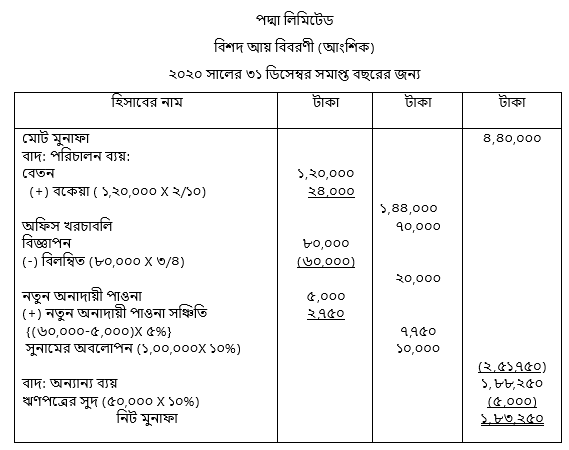 পদ্মা লিমিটেড
বিশদ আয় বিবরণী (আংশিক)
২০২০ সালের ৩১ ডিসেম্বর সমাপ্ত বছরের জন্য
হিসাবের নাম টাকা টাকা টাকা
মোট মুনাফা ৪,৪০,০০০
বাদ: পরিচালন ব্যয়:
বেতন ১,২০,০০০
(+) বকেয়া ( ১,২০,০০০ X ২/১০) ২৪,০০০
১,৪৪,০০০
অফিস খরচাবলি ৭০,০০০
বিজ্ঞাপন ৮০,০০০
(-) বিলম্বিত (৮০,০০০ X ৩/৪) (৬০,০০০)
২০,০০০
নতুন অনাদায়ী পাওনা ৫,০০০
(+) নতুন অনাদায়ী পাওনা সঞ্চিতি ২,৭৫০
{(৬০,০০০-৫,০০০)X ৫%} ৭,৭৫০
সুনামের অবলোপন (১,০০,০০০X ১০%) ১০,০০০
(২,৫১,৭৫০)
বাদ: অন্যান্য ব্যয় ১,৮৮,২৫০
ঋণপত্রের সুদ (৫০,০০০ X ১০%) (৫,০০০)
নিট মুনাফা ১,৮৩,২৫০